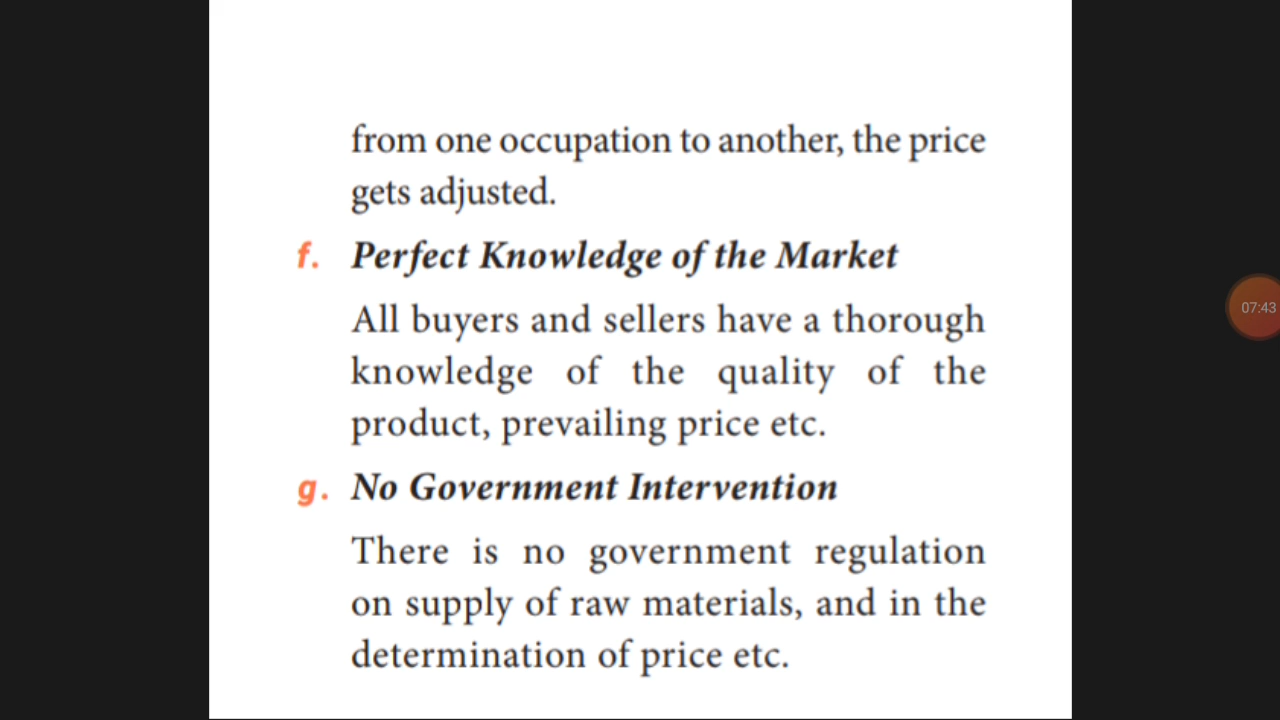 from one occupation to another, the price
gets adjusted.
f. Perfect Knowledge of the Market
All buyers and sellers have a thorough
knowledge of the quality of the
product, prevailing price etc.
g. No Government Intervention
There is no government regulation
on supply of raw materials, and in the
determination of price etc.
07:43